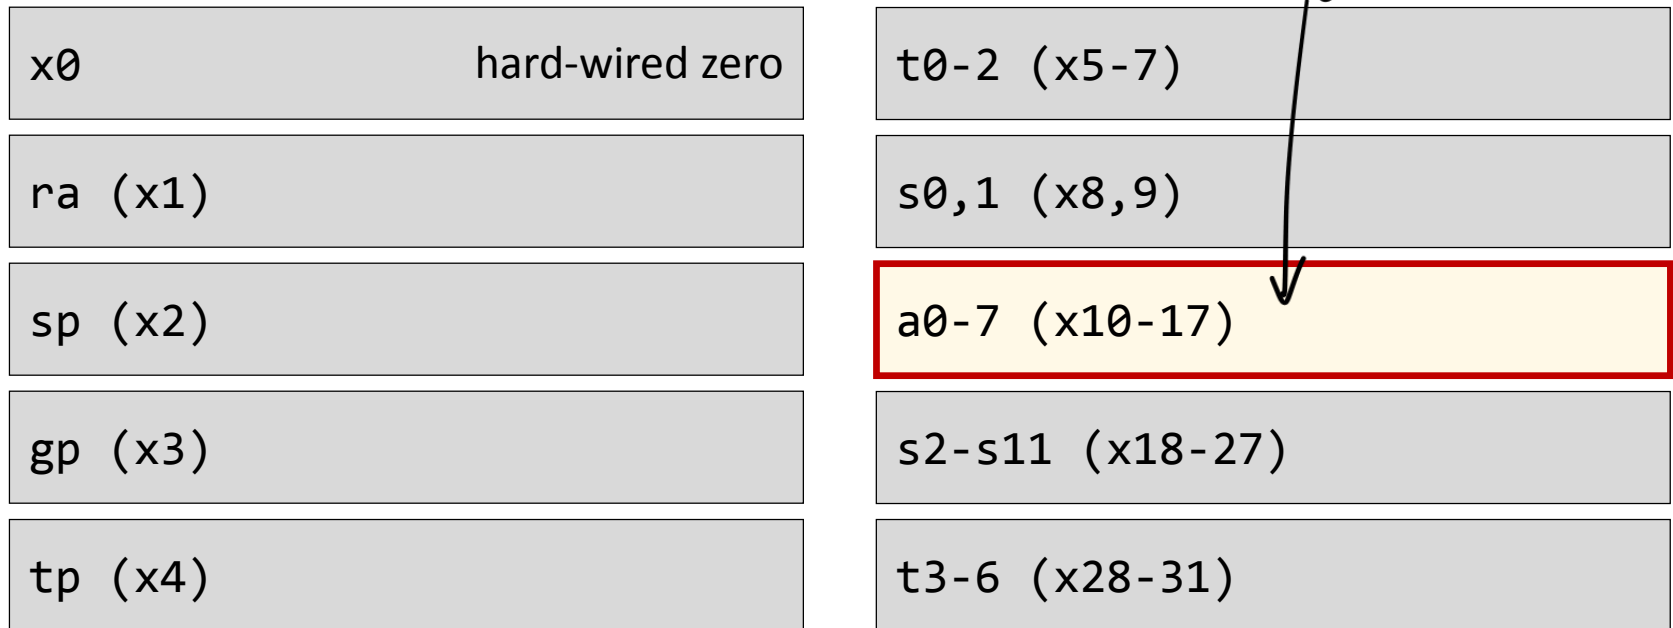 x0 hard-wired zero
ra (x1)
sp (x2)
gp (x3)
tp (x4)
t0-2 (x5-7)
s0,1 (x8,9)
a0-7 (x10-17)
s2-s11 (x18-27)
t3-6 (x28-31)